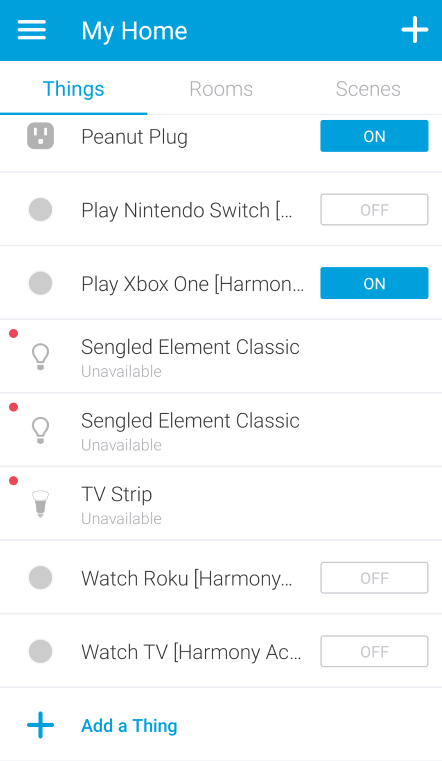 My Home
Things Rooms Scenes
Peanut Plug ON
Play Nintendo Switch [... OFF
Play Xbox One [Harmon... ON
Sengled Element Classic
Unavailable
Sengled Element Classic
Unavailable
TV Strip
Unavailable
Watch Roku [Harmony... OFF
Watch TV [Harmony Ac... OFF
Add a Thing